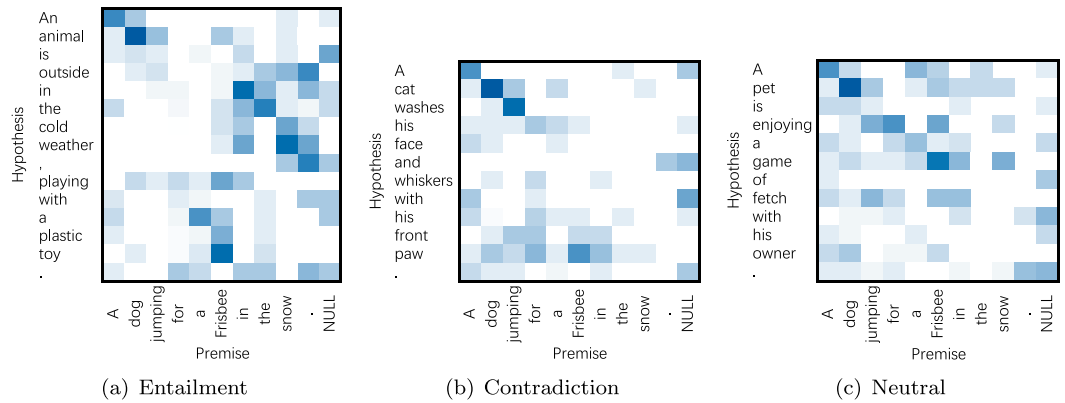 Hypothesis
An
animal
is
outside
in
the
cold
weather
,
playing
with
a
plastic
toy
.
A
dog
jumping
for
a
Frisbee
in
the
snow
.
NULL
Premise
(a) Entailment
Hypothesis
A
cat
washes
his
face
and
whiskers
with
his
front
paw
.
A
dog
jumping
for
a
Frisbee
in
the
snow
.
NULL
Premise
(b) Contradiction
Hypothesis
A
pet
is
enjoying
a
game
of
fetch
with
his
owner
.
A
dog
jumping
for
a
Frisbee
in
the
snow
.
NULL
Premise
(c) Neutral